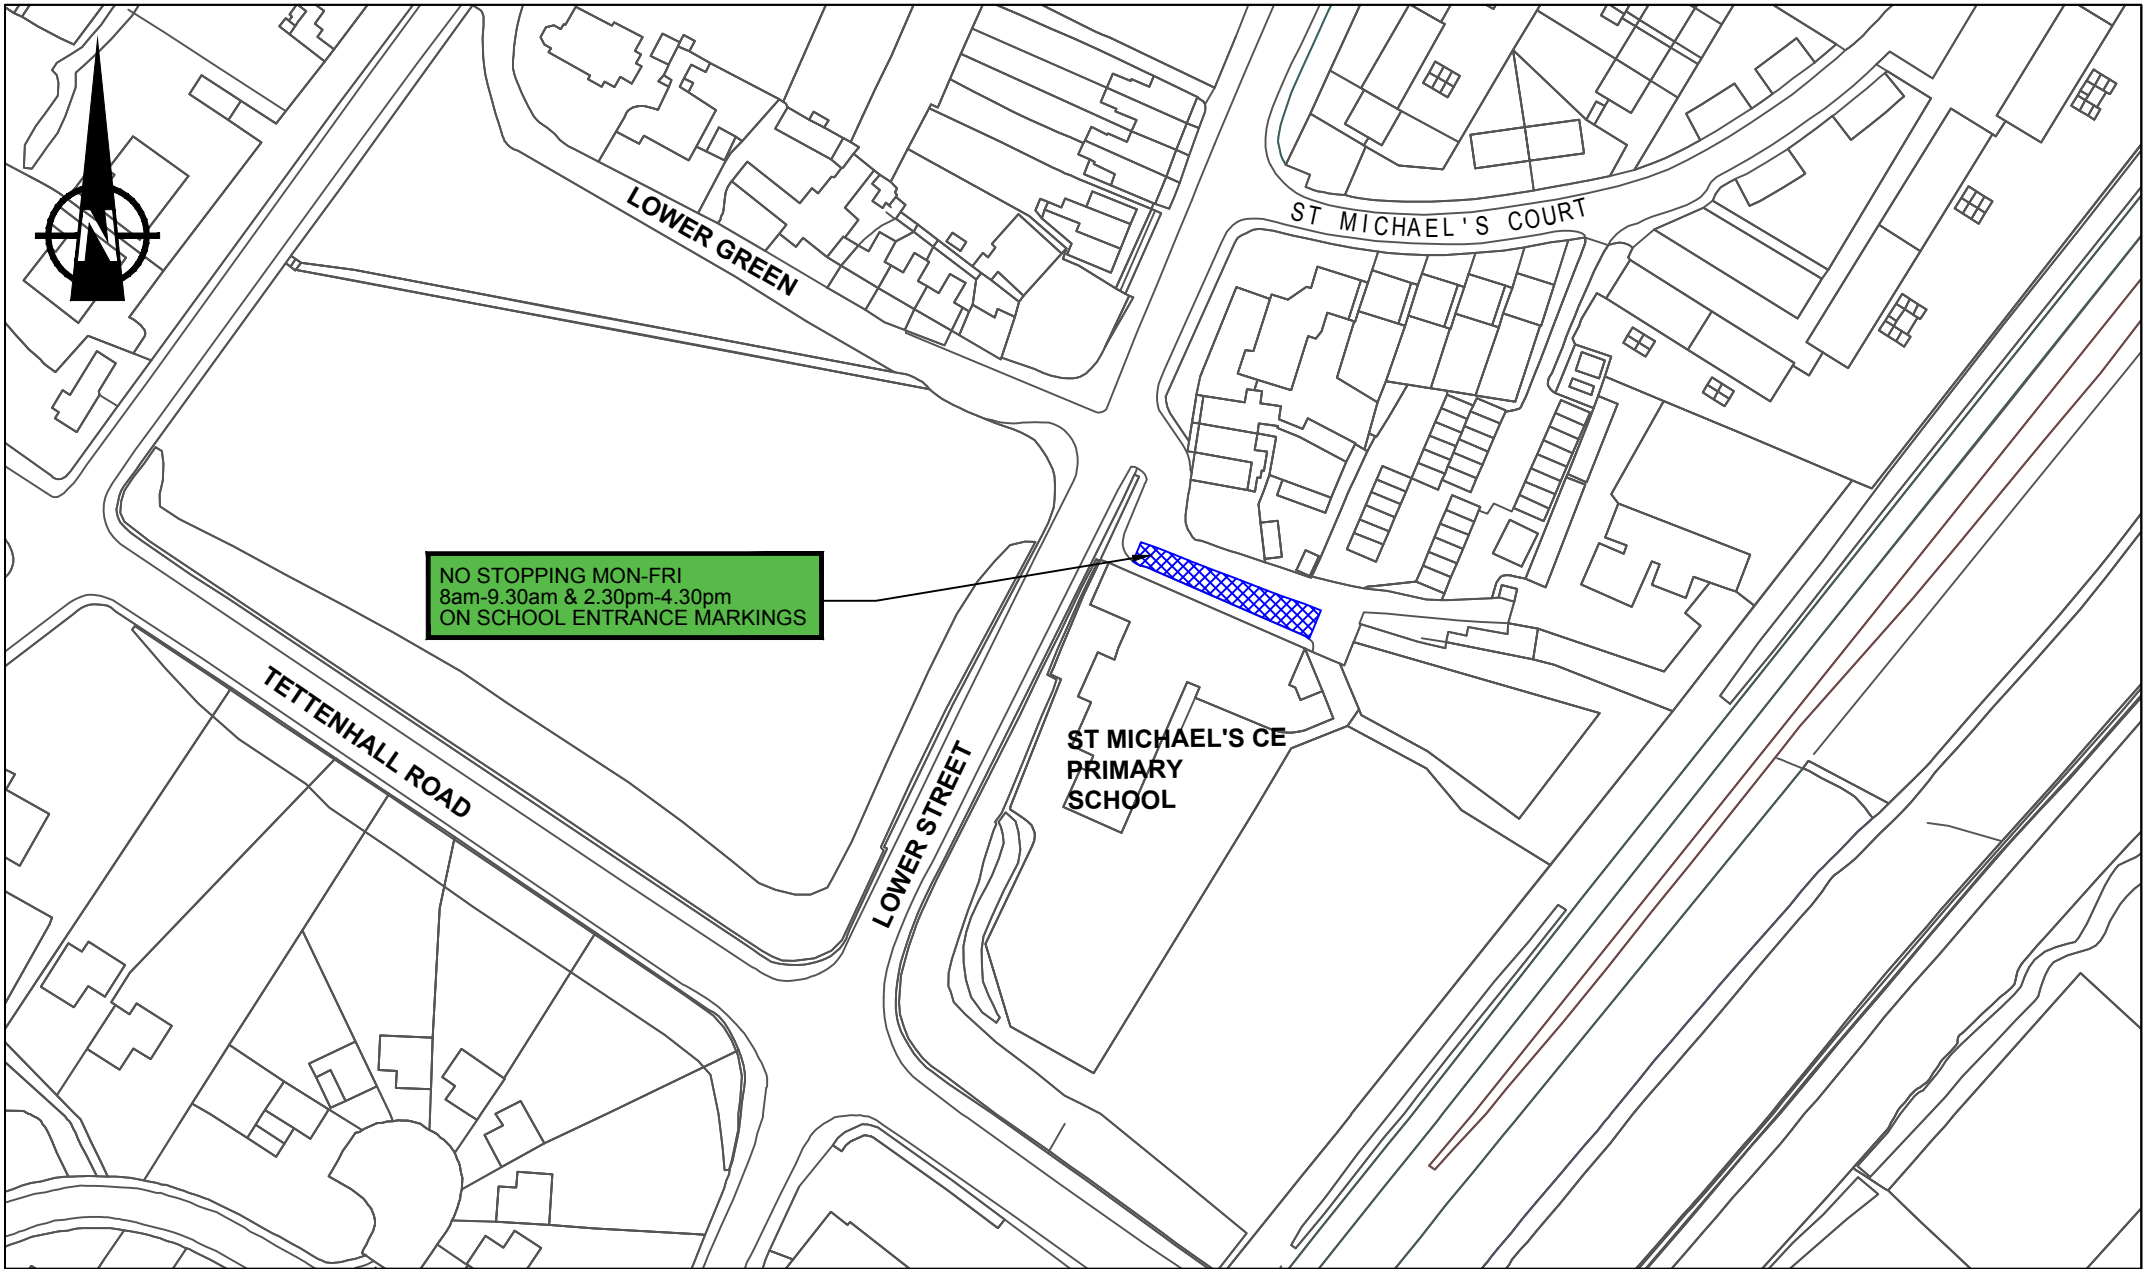 N
LOWER GREEN
ST MICHAEL'S COURT
NO STOPPING MON-FRI
8am-9.30am & 2.30pm-4.30pm
ON SCHOOL ENTRANCE MARKINGS
TETTENHALL ROAD
LOWER STREET
ST MICHAEL'S CE
PRIMARY
SCHOOL